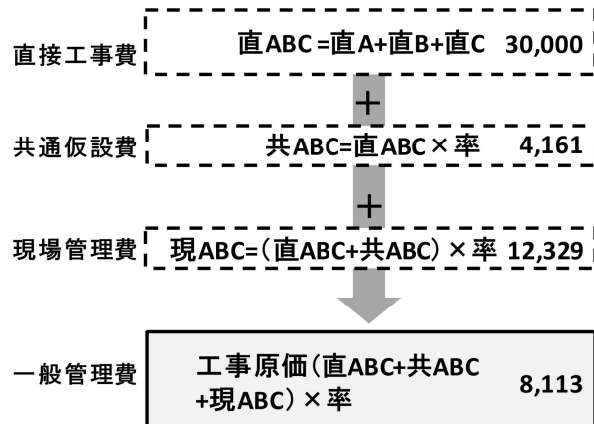 直接工事費 直ABC=直A+直B+直C 30,000
+
共通仮設費 共ABC=直ABC×率 4,161
+
現場管理費 現ABC=(直ABC+共ABC)×率 12,329
一般管理費 工事原価(直ABC+共ABC
+現ABC)×率 8,113